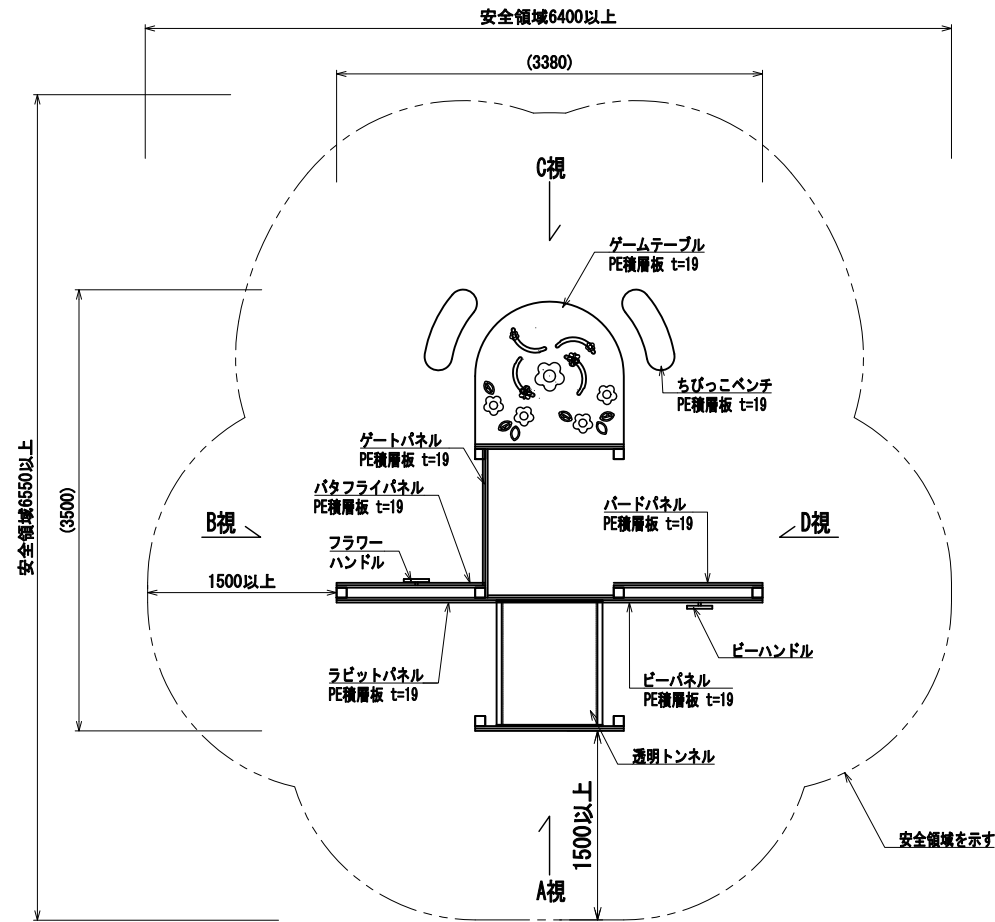 安全領域6400以上
(3380)
C視
ゲームテーブル
PE積層板 t=19
ちびっこベンチ
PE積層板 t=19
ゲートパネル
PE積層板 t=19
バタフライパネル
PE積層板 t=19
バードパネル
PE積層板 t=19
安全領域6550以上
(3500)
B視
D視
フラワー
ハンドル
1500以上
ビーハンドル
ラビットパネル
PE積層板 t=19
ビーパネル
PE積層板 t=19
透明トンネル
1500以上
安全領域を示す
A視